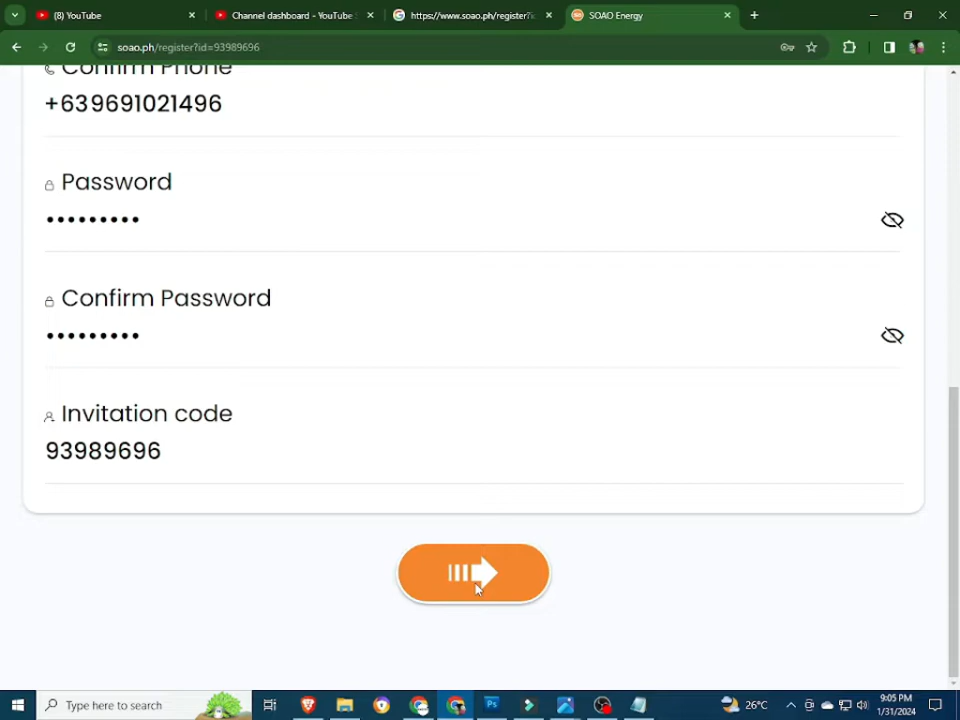 (8) YouTube
Channel dashboard - YouTube
https://www.soao.ph/register?i
SOAO Energy
soao.ph/register?id=93989696
Confirm Phone
+639691021496
Password
•••••••••
Confirm Password
•••••••••
Invitation code
93989696
Type here to search
26°C
9:05 PM
1/31/2024